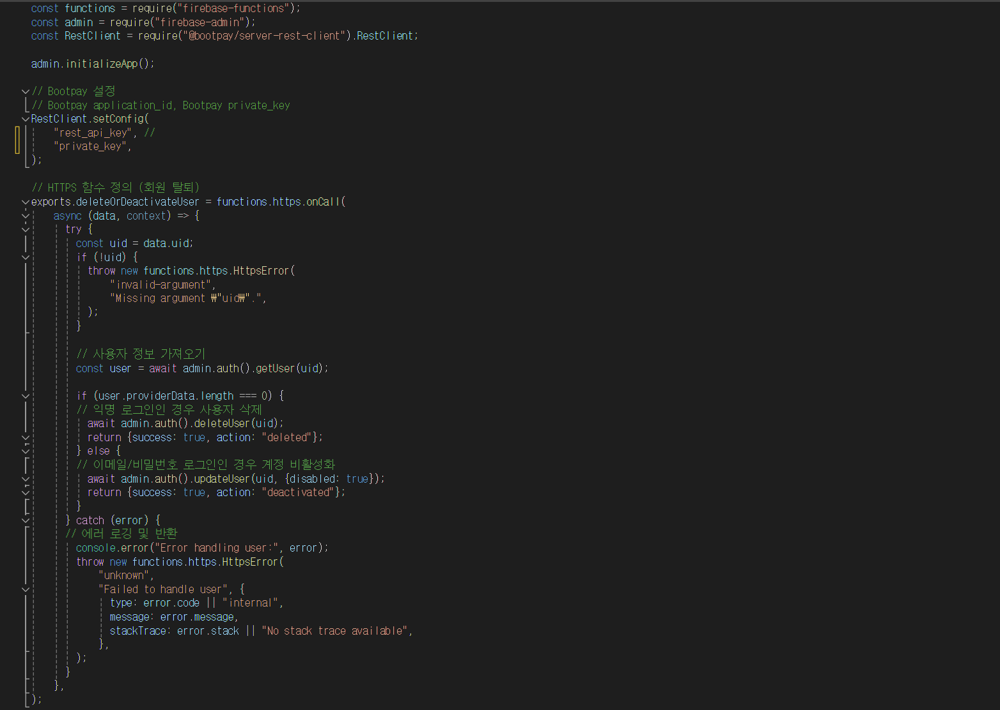 const functions = require("firebase-functions");
const admin = require("firebase-admin");
const RestClient = require("@bootpay/server-rest-client").RestClient;
admin.initializeApp();
// Bootpay 설정
// Bootpay application_id, Bootpay private_key
RestClient.setConfig(
"rest_api_key", //
"private_key",
);
// HTTPS 함수 정의 (회원 탈퇴)
exports.deleteOrDeactivateUser = functions.https.onCall(
async (data, context) => {
try {
const uid = data.uid;
if (!uid) {
throw new functions.https.HttpsError(
"invalid-argument",
"Missing argument ₩"uid₩".",
);
}
// 사용자 정보 가져오기
const user = await admin.auth().getUser(uid);
if (user.providerData.length === 0) {
// 익명 로그인인 경우 사용자 삭제
await admin.auth().deleteUser(uid);
return {success: true, action: "deleted"};
} else {
// 이메일/비밀번호 로그인인 경우 계정 비활성화
await admin.auth().updateUser(uid, {disabled: true});
return {success: true, action: "deactivated"};
}
} catch (error) {
// 에러 로깅 및 반환
console.error("Error handling user:", error);
throw new functions.https.HttpsError(
"unknown",
"Failed to handle user", {
type: error.code || "internal",
message: error.message,
stackTrace: error.stack || "No stack trace available",
},
);
}
},
);